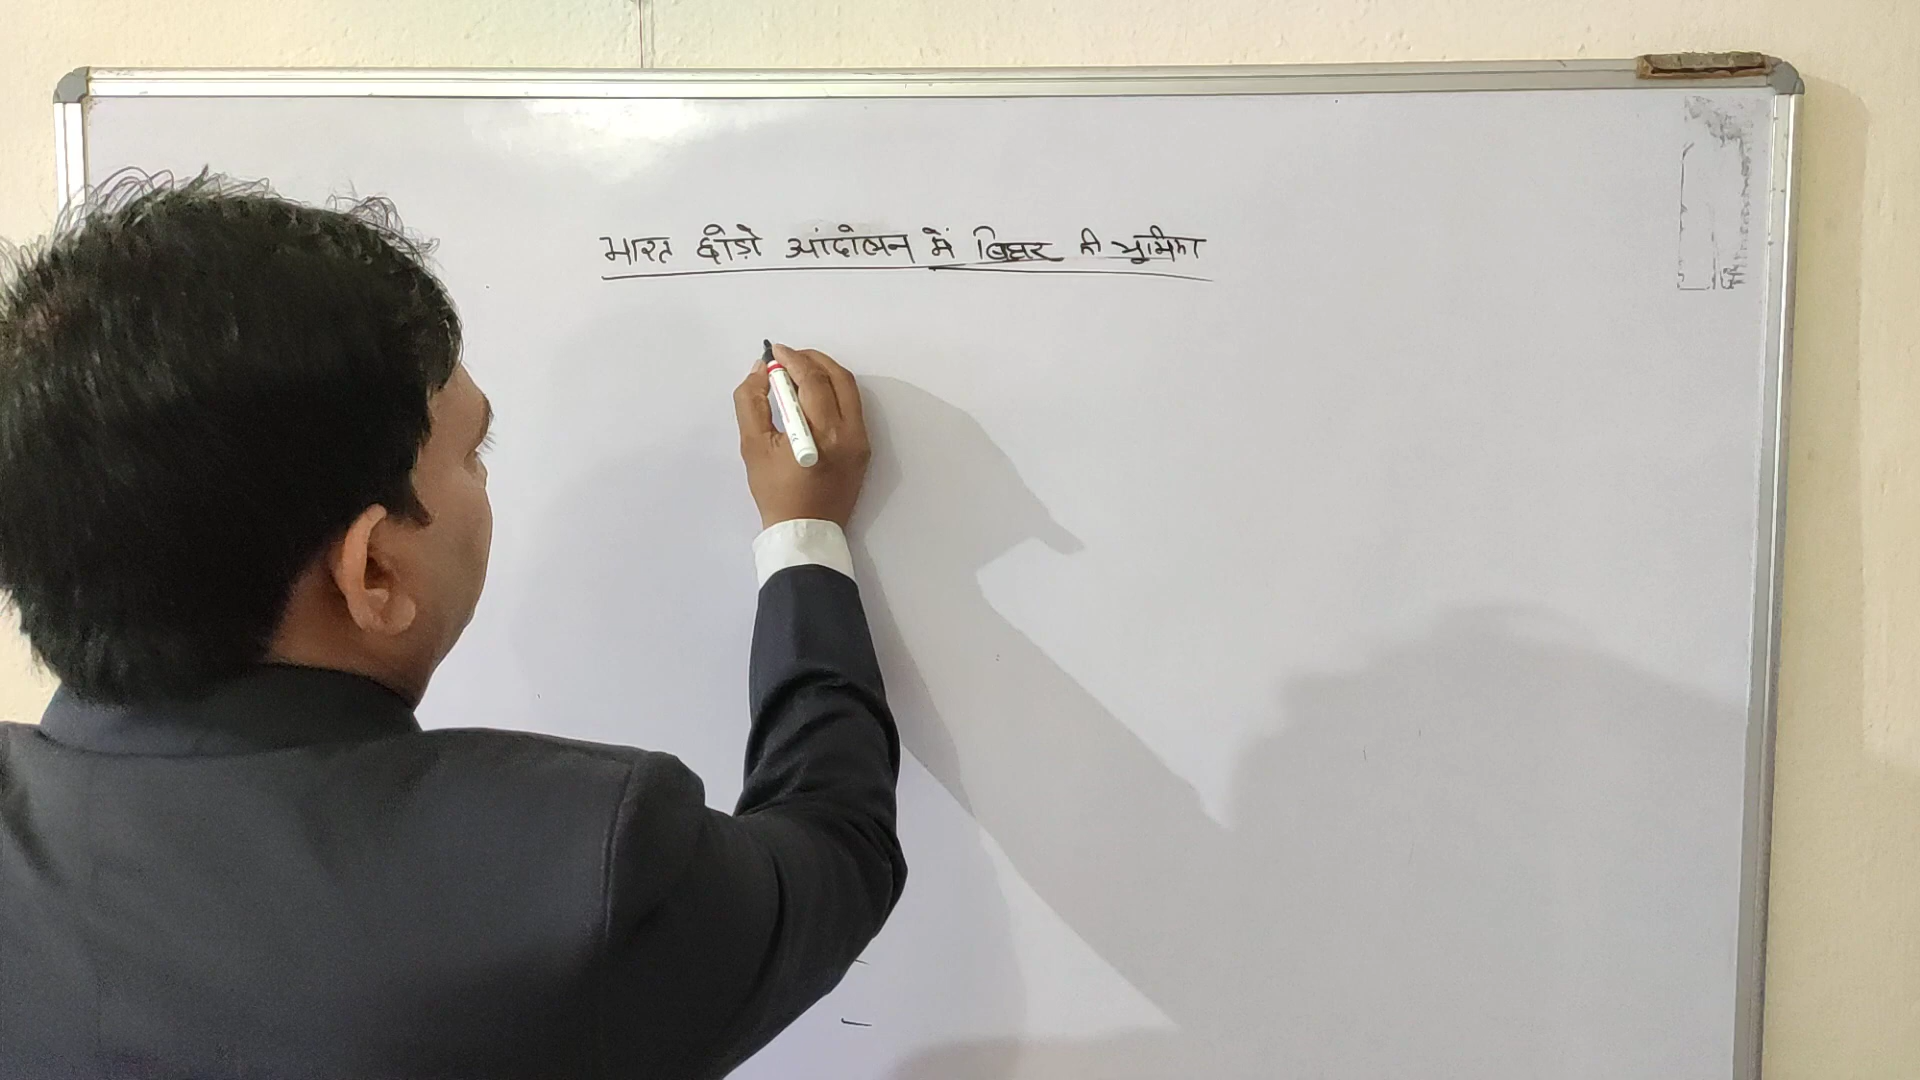 भारत छोड़ो आंदोलन में बिहार की भूमिका